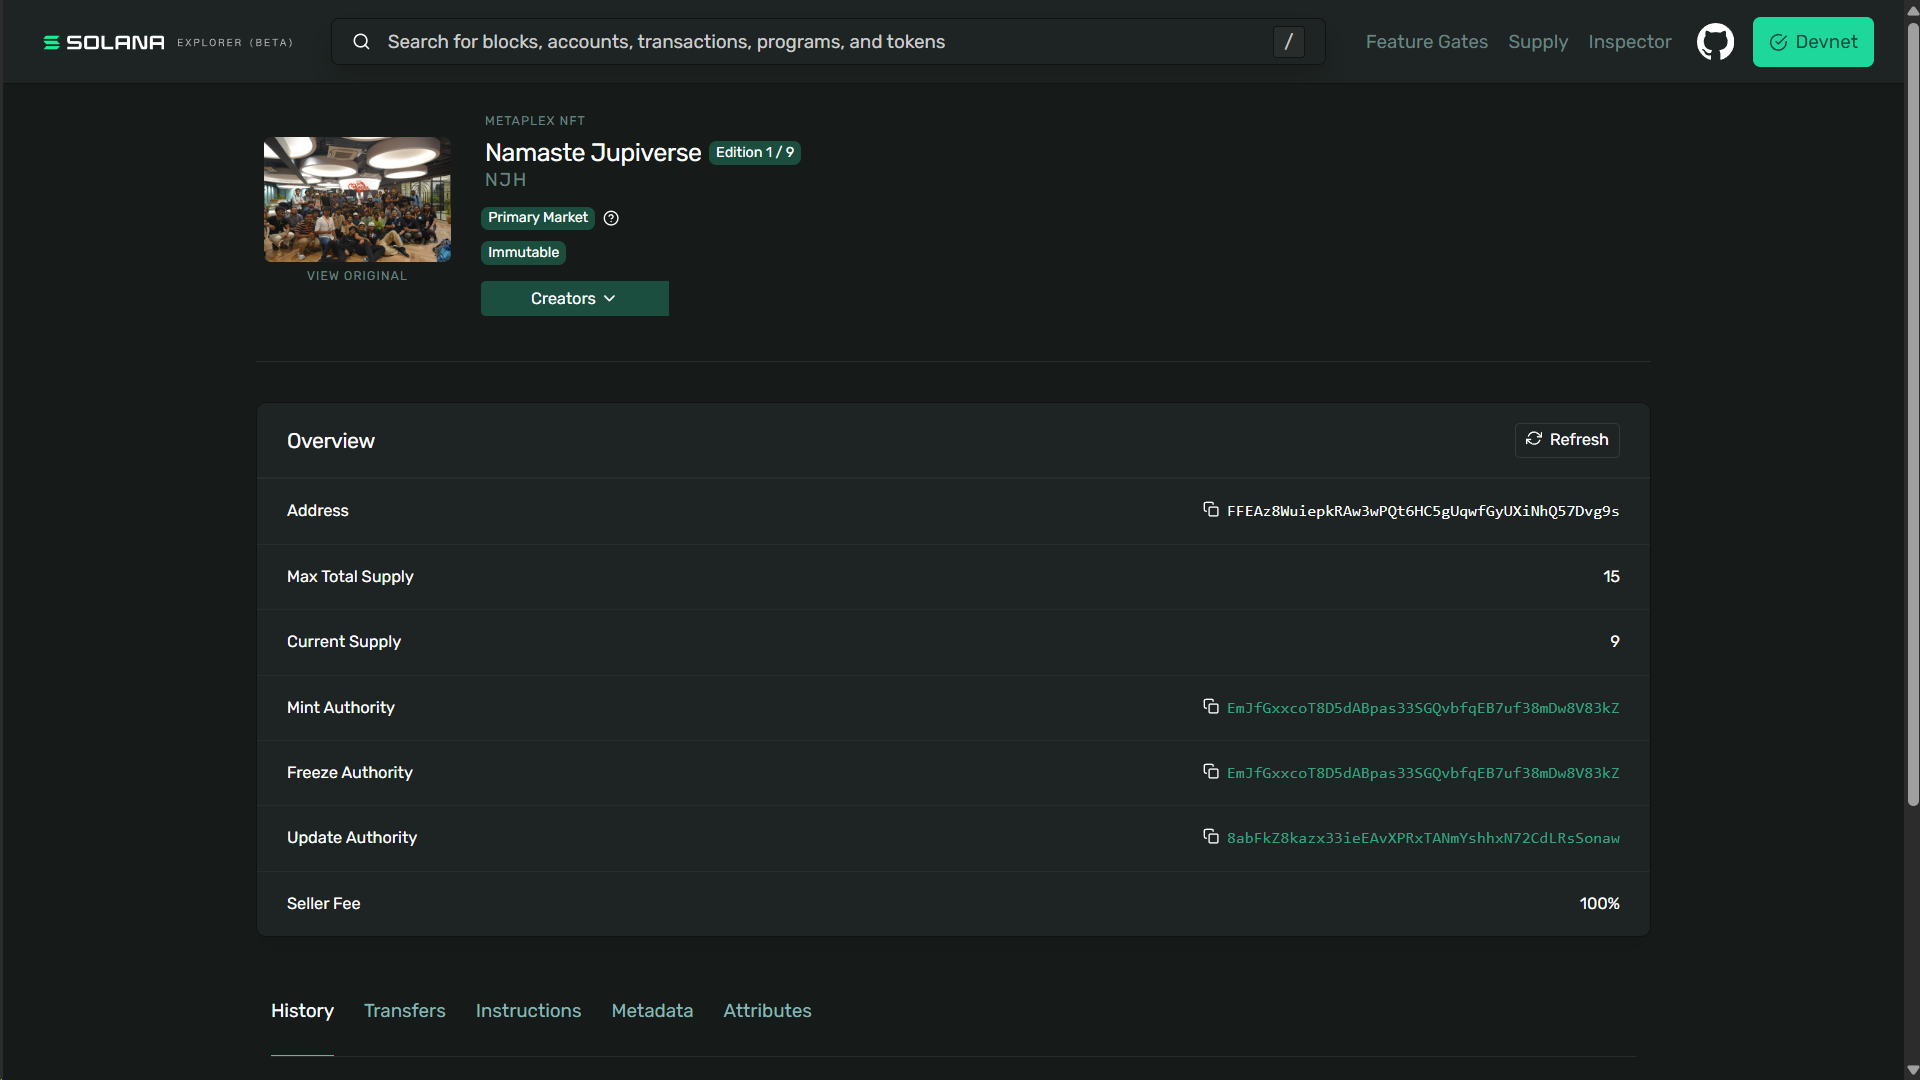 SOLANA EXPLORER (BETA)
Search for blocks, accounts, transactions, programs, and tokens /
Feature Gates Supply Inspector Devnet
METAPLEX NFT
Namaste Jupiverse Edition 1 / 9
NJH
Primary Market ?
Immutable
VIEW ORIGINAL
Creators
Overview Refresh
Address FFEAz8WuiepkRAw3wPQt6HC5gUqwfGyUXiNhQ57Dvg9s
Max Total Supply 15
Current Supply 9
Mint Authority EmJfGxxcoT8D5dABpas33SGQvbfqEB7uf38mDw8V83kZ
Freeze Authority EmJfGxxcoT8D5dABpas33SGQvbfqEB7uf38mDw8V83kZ
Update Authority 8abFkZ8kazx33ieEAvXPRxTANmYshhxN72CdLRsSonaw
Seller Fee 100%
History Transfers Instructions Metadata Attributes